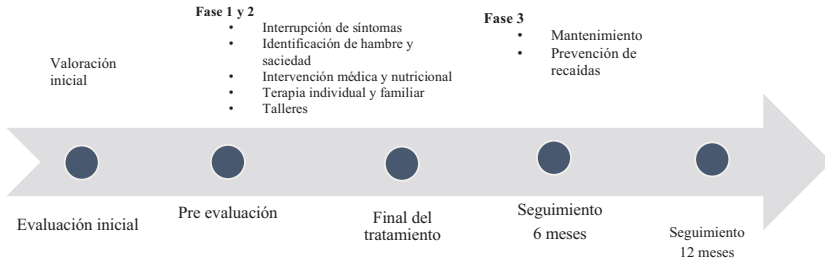 Fase 1 y 2
• Interrupción de síntomas
• Identificación de hambre y
saciedad
• Intervención médica y nutricional
• Terapia individual y familiar
• Talleres
Fase 3
• Mantenimiento
• Prevención de
recaídas
Valoración
inicial
Evaluación inicial
Pre evaluación
Final del
tratamiento
Seguimiento
6 meses
Seguimiento
12 meses